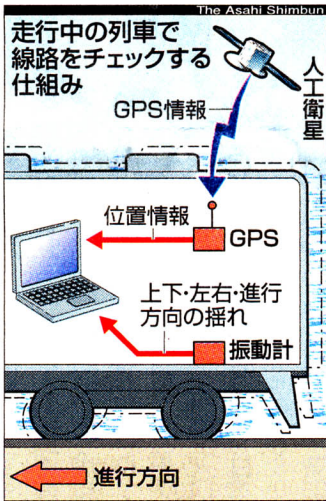 The Asahi Shimbun
走行中の列車で
線路をチェックする
仕組み
人工衛星
GPS情報
位置情報
GPS
上下・左右・進行
方向の揺れ
振動計
進行方向